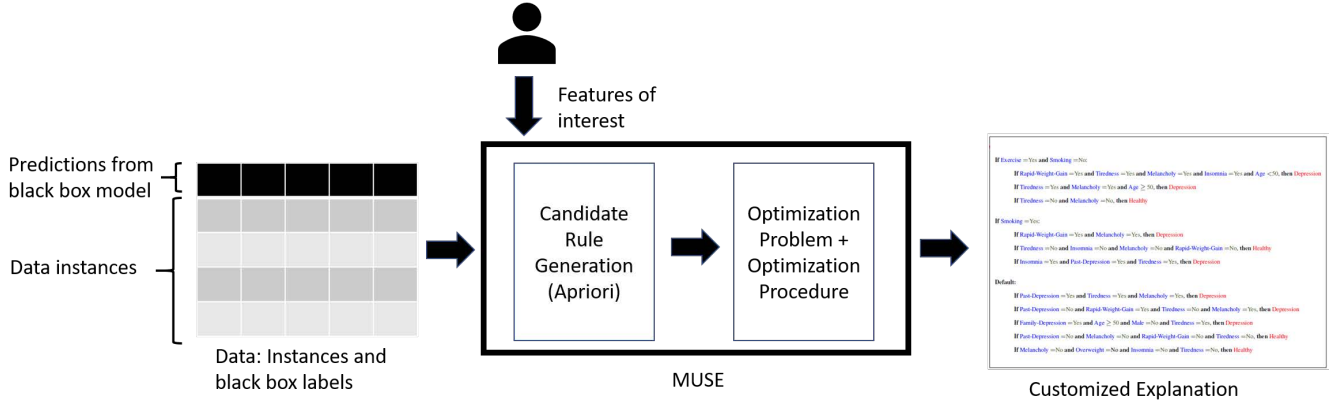 Features of
interest
Predictions from
black box model
Data instances
Data: Instances and
black box labels
Candidate
Rule
Generation
(Apriori)
Optimization
Problem +
Optimization
Procedure
MUSE
If Exercise =Yes and Smoking =No:
If Rapid-Weight-Gain =Yes and Tiredness =Yes and Melancholy =Yes and Insomnia =Yes and Age <50, then Depression
If Tiredness =Yes and Melancholy =Yes and Age ≥ 50, then Depression
If Tiredness =No and Melancholy =No, then Healthy
If Smoking =Yes:
If Rapid-Weight-Gain =Yes and Melancholy =Yes, then Depression
If Tiredness =No and Insomnia =No and Melancholy =No and Rapid-Weight-Gain =No, then Healthy
If Insomnia =Yes and Past-Depression =Yes and Tiredness =Yes, then Depression
Default:
If Past-Depression =Yes and Tiredness =Yes and Melancholy =Yes, then Depression
If Past-Depression =No and Rapid-Weight-Gain =Yes and Tiredness =No and Melancholy =Yes, then Depression
If Family-Depression =Yes and Age ≥ 50 and Male =No and Tiredness =Yes, then Depression
If Past-Depression =No and Melancholy =No and Rapid-Weight-Gain =No and Tiredness =No, then Healthy
If Melancholy =No and Overweight =No and Insomnia =No and Tiredness =No, then Healthy
Customized Explanation